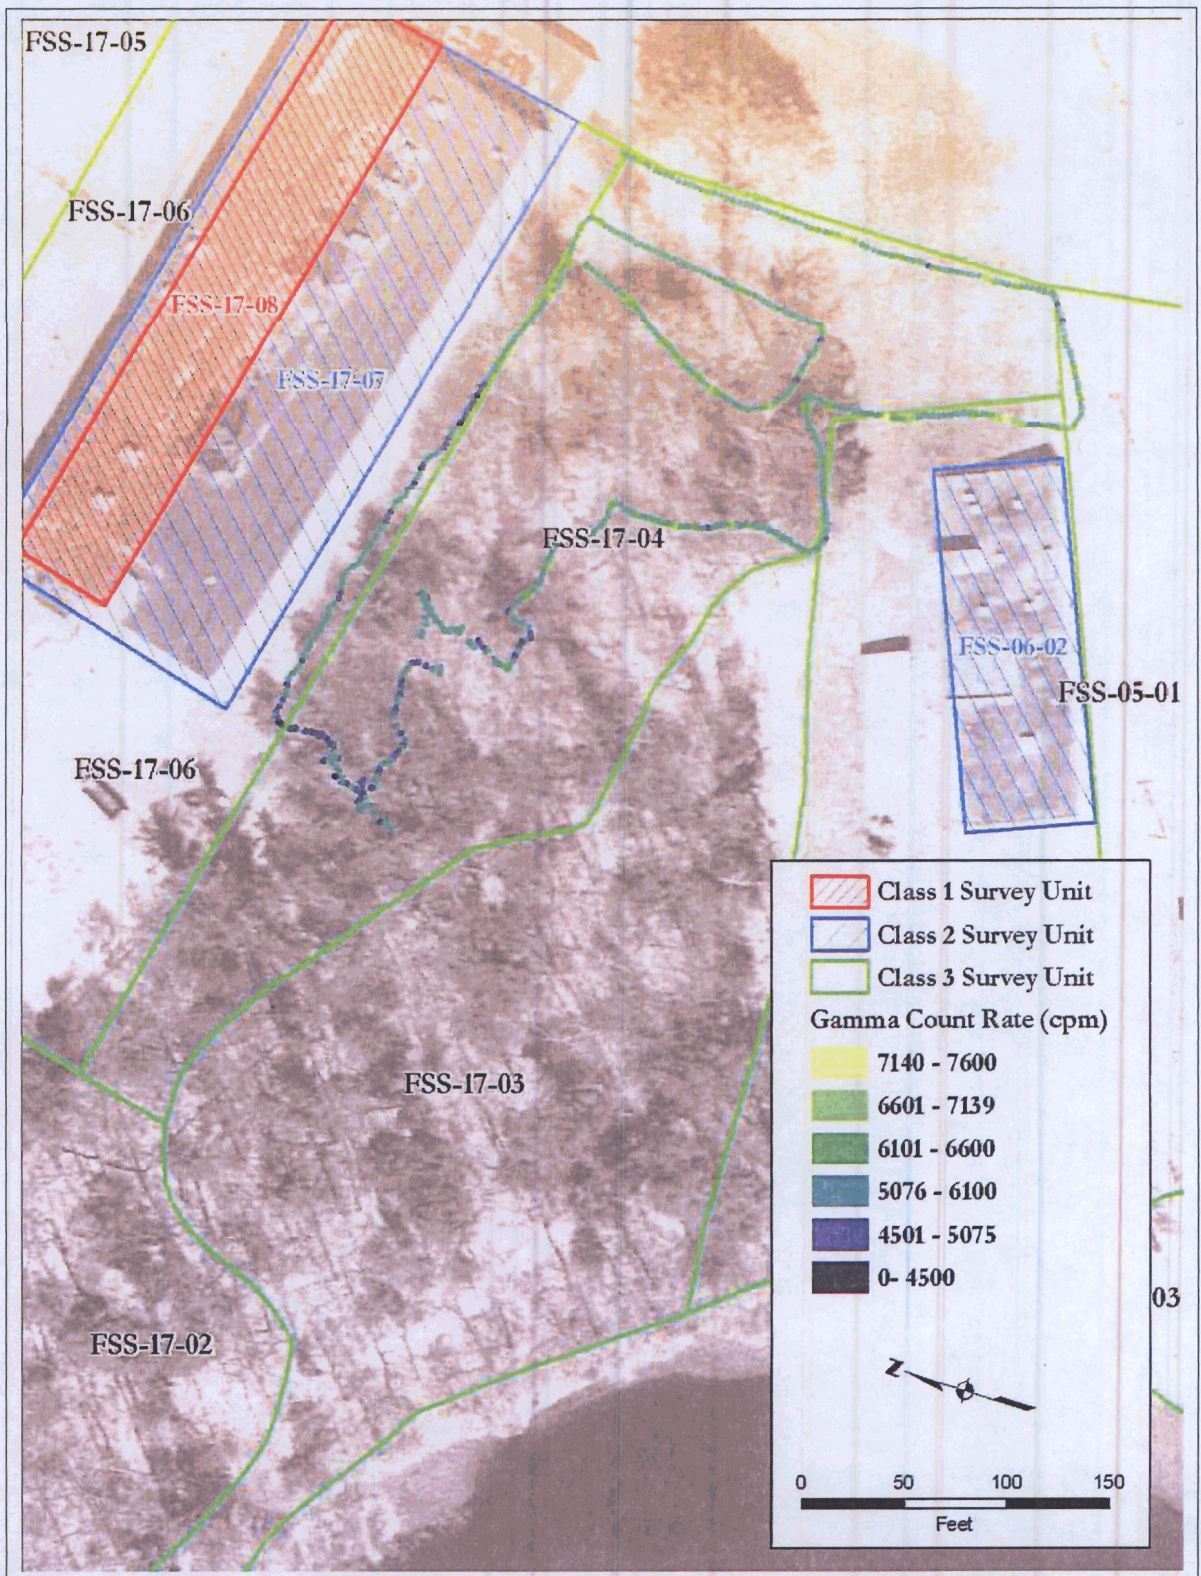 FSS-17-05
FSS-17-06
FSS-17-08
FSS-17-07
FSS-17-04
FSS-06-02
FSS-05-01
FSS-17-06
FSS-17-03
FSS-17-02
03
Class 1 Survey Unit
Class 2 Survey Unit
Class 3 Survey Unit
Gamma Count Rate (cpm)
7140 - 7600
6601 - 7139
6101 - 6600
5076 - 6100
4501 - 5075
0- 4500
N
0 50 100 150
Feet